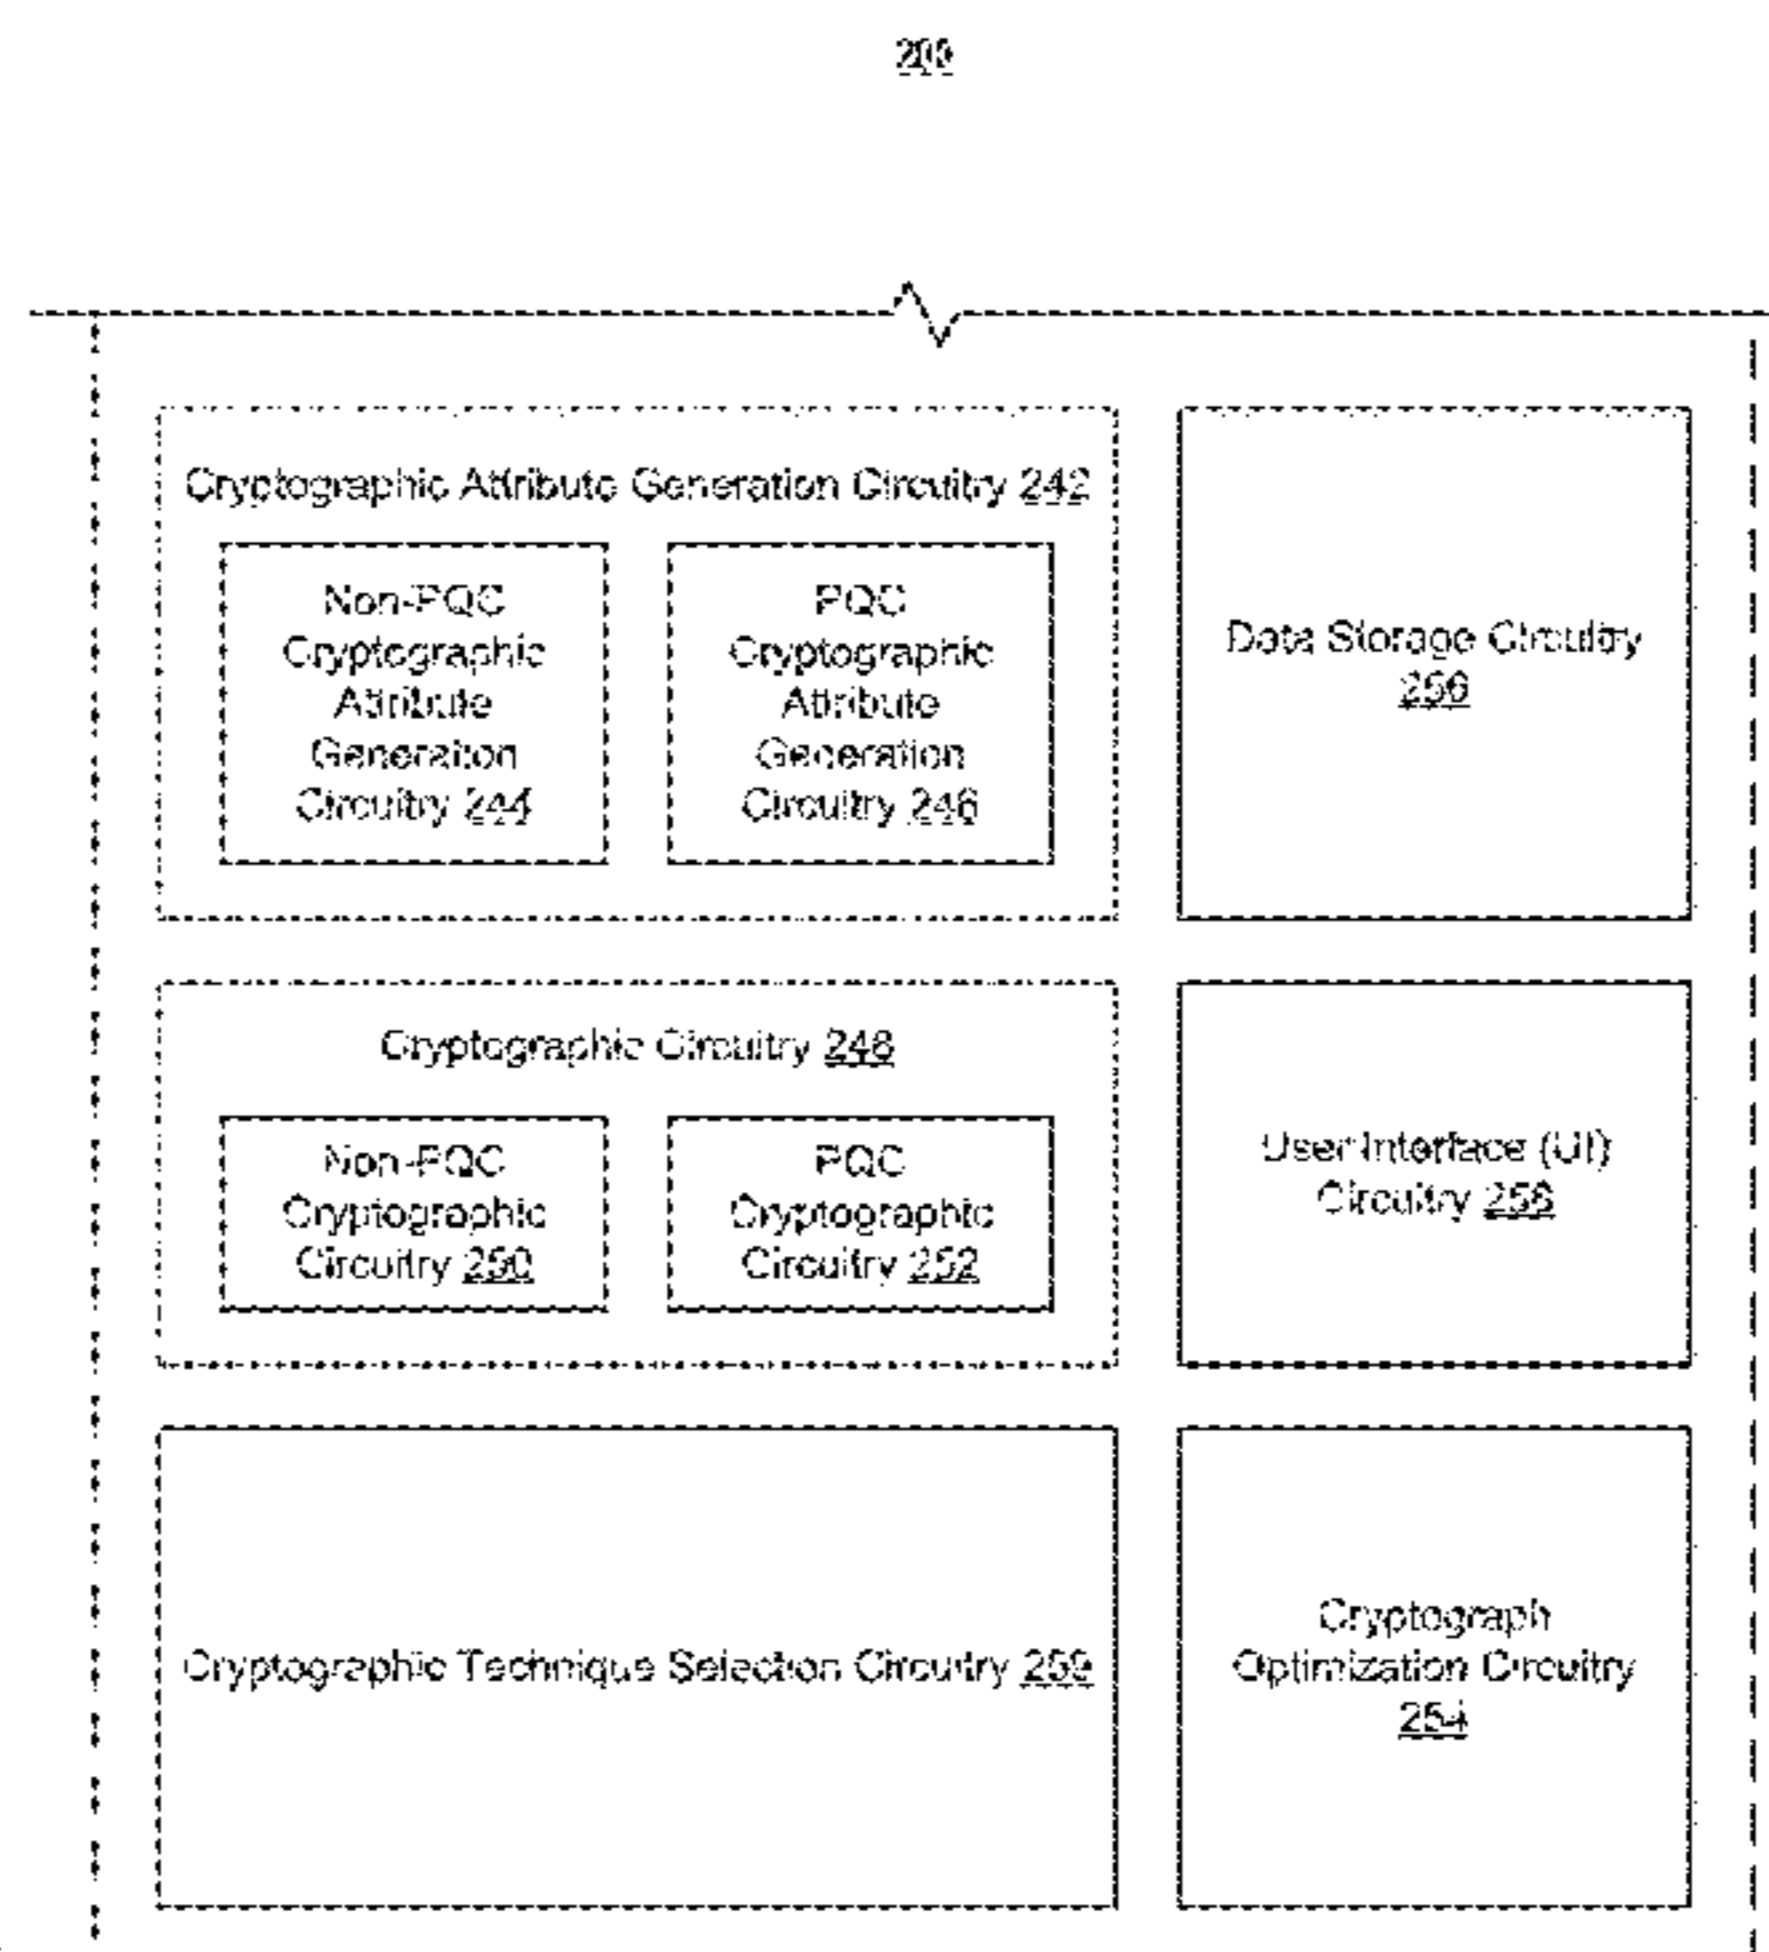 200
Cryptographic Attribute Generation Circuitry 242
Non-PQC
Cryptographic
Attribute
Generation
Circuitry 244
PQC
Cryptographic
Attribute
Generation
Circuitry 246
Data Storage Circuitry
256
Cryptographic Circuitry 248
Non-PQC
Cryptographic
Circuitry 250
PQC
Cryptographic
Circuitry 252
User Interface (UI)
Circuitry 258
Cryptographic Technique Selection Circuitry 259
Cryptograph
Optimization Circuitry
254